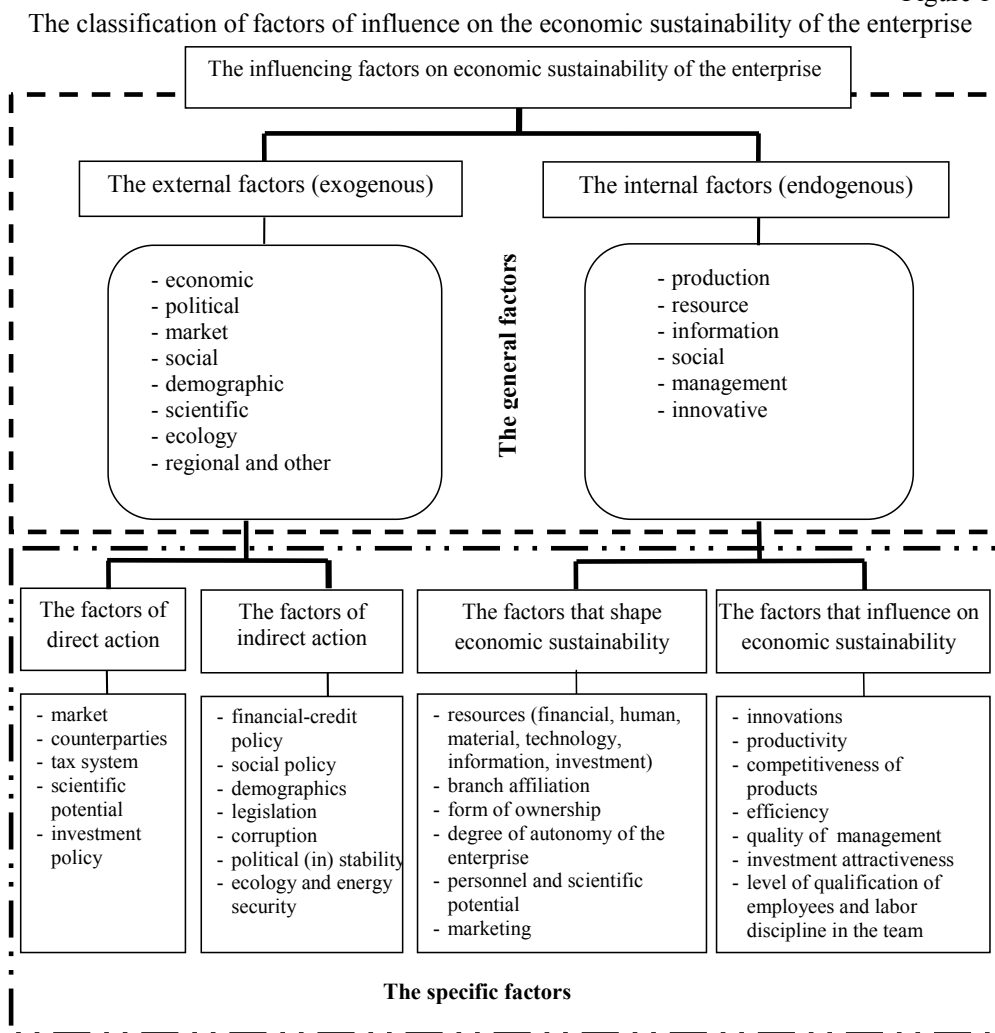 The classification of factors of influence on the economic sustainability of the enterprise
The influencing factors on economic sustainability of the enterprise
The external factors (exogenous)
The internal factors (endogenous)
- economic
- political
- market
- social
- demographic
- scientific
- ecology
- regional and other
The general factors
- production
- resource
- information
- social
- management
- innovative
The factors of
direct action
The factors of
indirect action
The factors that shape
economic sustainability
The factors that influence on
economic sustainability
- market
- counterparties
- tax system
- scientific
potential
- investment
policy
- financial-credit
policy
- social policy
- demographics
- legislation
- corruption
- political (in) stability
- ecology and energy
security
- resources (financial, human,
material, technology,
information, investment)
- branch affiliation
- form of ownership
- degree of autonomy of the
enterprise
- personnel and scientific
potential
- marketing
- innovations
- productivity
- competitiveness of
products
- efficiency
- quality of management
- investment attractiveness
- level of qualification of
employees and labor
discipline in the team
The specific factors